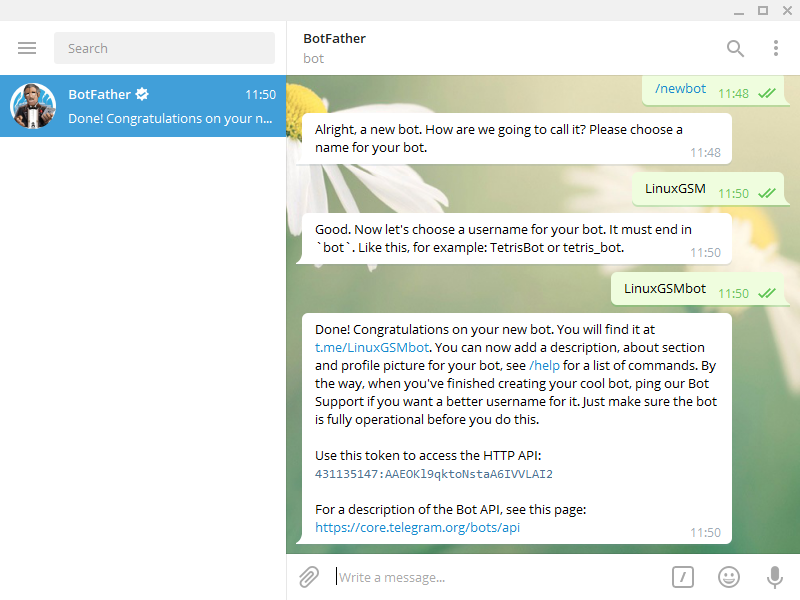 Search
BotFather
11:50
Done! Congratulations on your n...
BotFather
bot
/newbot 11:48
Alright, a new bot. How are we going to call it? Please choose a
name for your bot.
11:48
LinuxGSM 11:50
Good. Now let's choose a username for your bot. It must end in
`bot`. Like this, for example: TetrisBot or tetris_bot.
11:50
LinuxGSMbot 11:50
Done! Congratulations on your new bot. You will find it at
t.me/LinuxGSMbot. You can now add a description, about section
and profile picture for your bot, see /help for a list of commands. By
the way, when you've finished creating your cool bot, ping our Bot
Support if you want a better username for it. Just make sure the bot
is fully operational before you do this.
Use this token to access the HTTP API:
431135147:AAEOKl9qktoNstaA6IVVLAI2
For a description of the Bot API, see this page:
https://core.telegram.org/bots/api
11:50
Write a message...